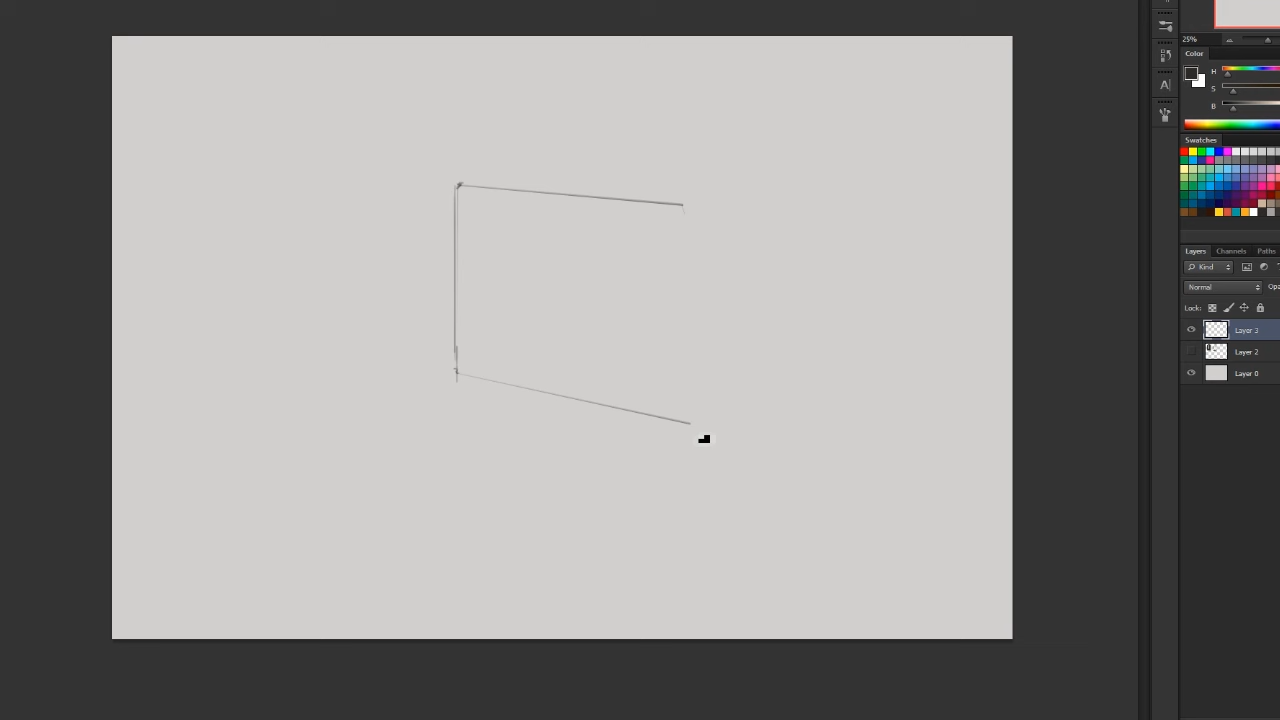 25%
Color
H
S
B
A
Swatches
Layers Channels Paths
Kind
Normal
Lock:
Layer 3
Layer 2
Layer 0